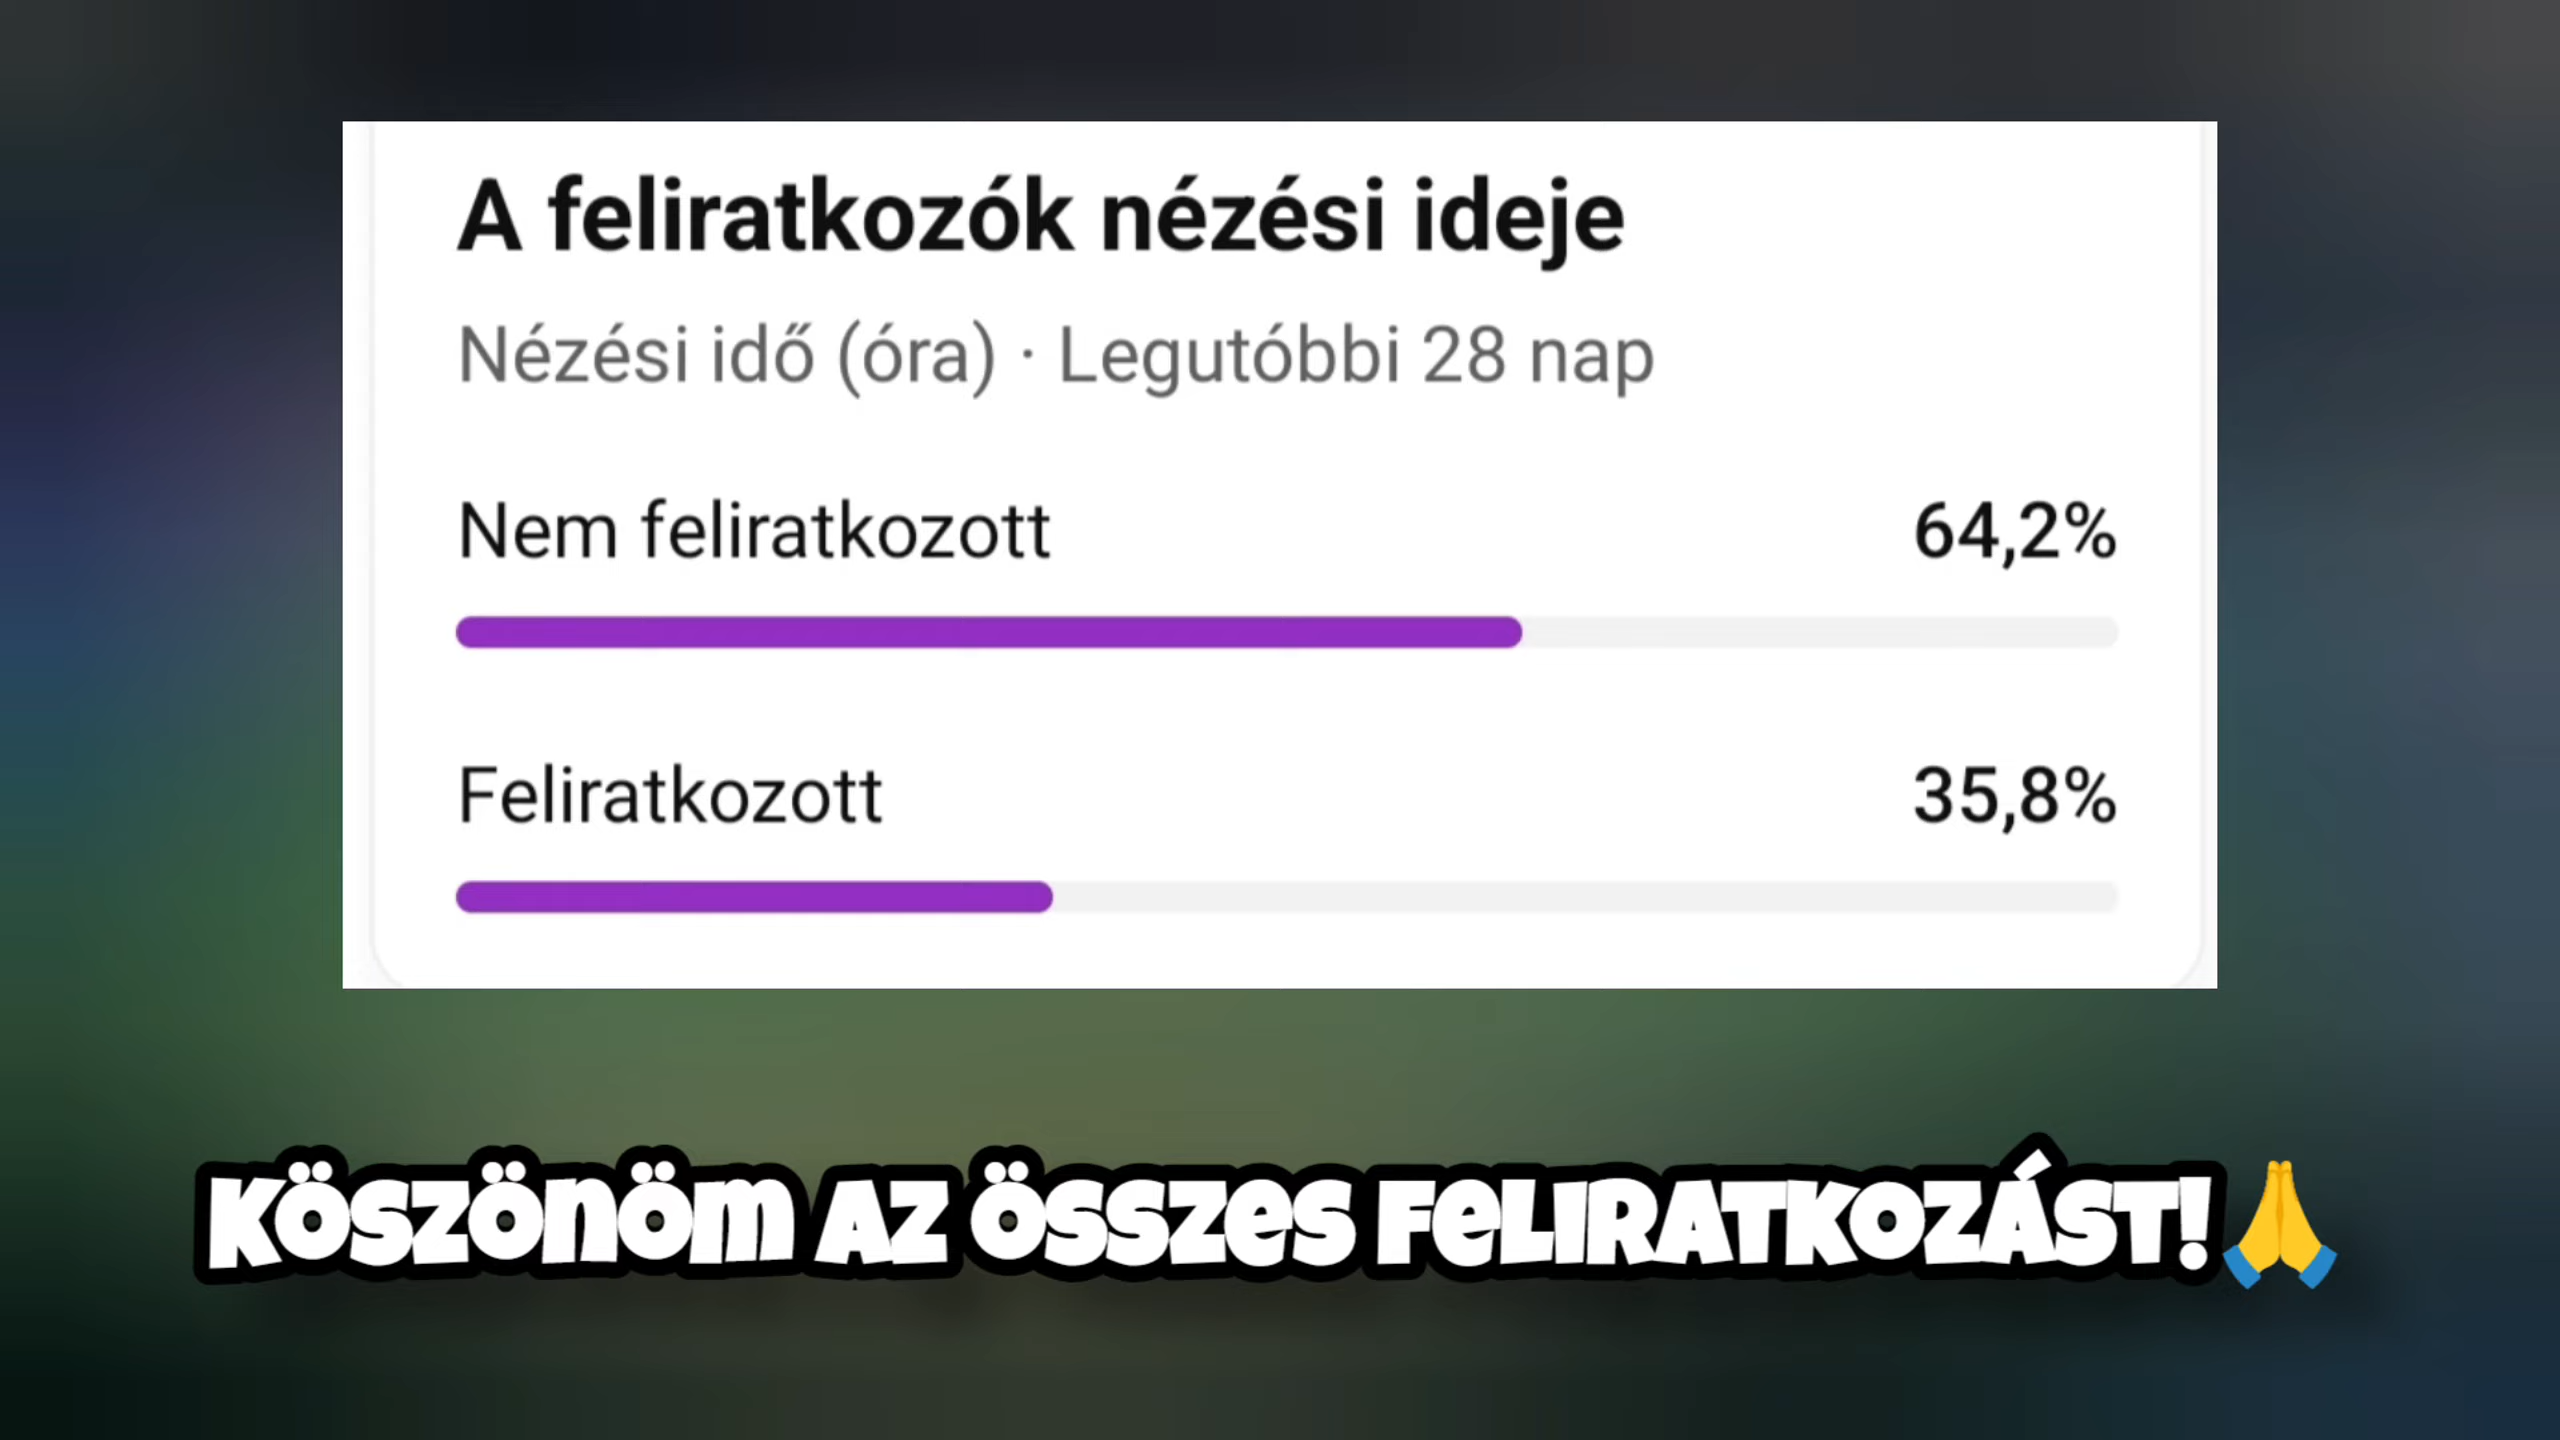 A feliratkozók nézési ideje
Nézési idő (óra) · Legutóbbi 28 nap
Nem feliratkozott 64,2%
Feliratkozott 35,8%
KÖSZÖNÖM AZ ÖSSZES FELIRATKOZÁST!🙏